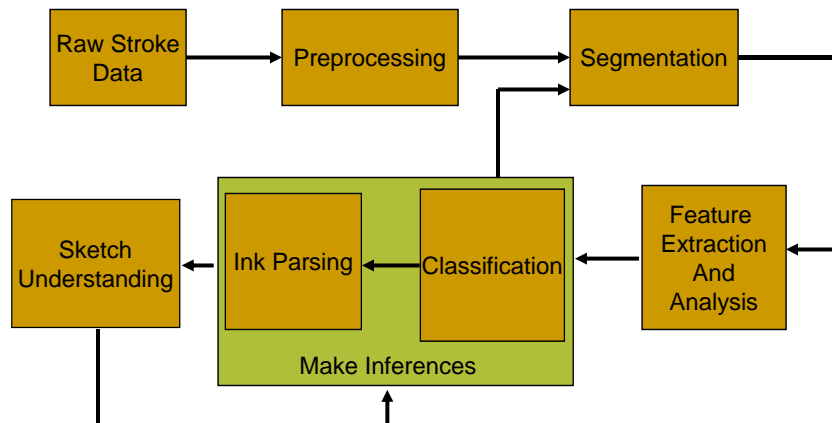 Raw Stroke
Data
Preprocessing
Segmentation
Sketch
Understanding
Ink Parsing
Classification
Feature
Extraction
And
Analysis
Make Inferences